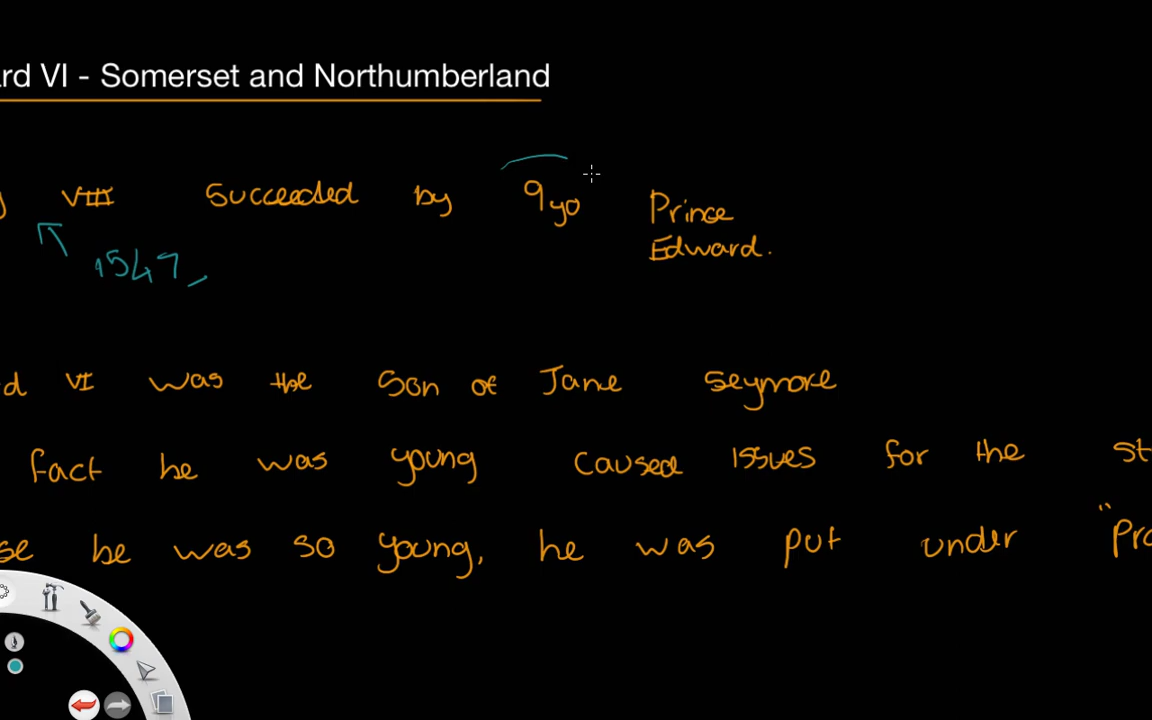 rd VI - Somerset and Northumberland
VIII Succeeded by 9yo Prince
Edward.
1547
d VI was the Son of Jane Seymore
fact he was young caused issues for the st
se he was so young, he was put under "Pro